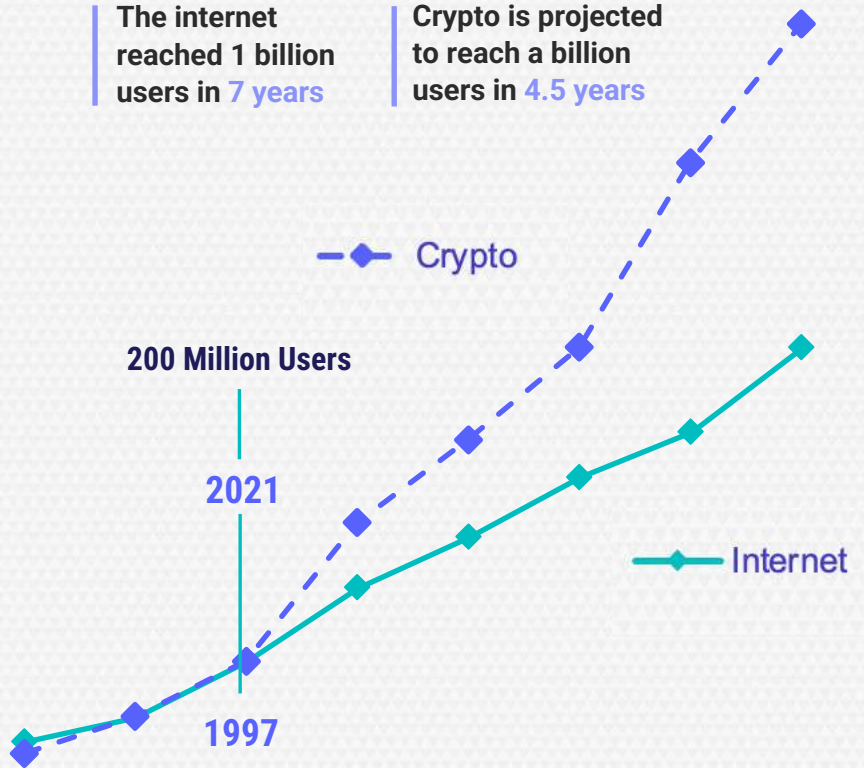 The internet
reached 1 billion
users in 7 years
Crypto is projected
to reach a billion
users in 4.5 years
Crypto
200 Million Users
2021
Internet
1997